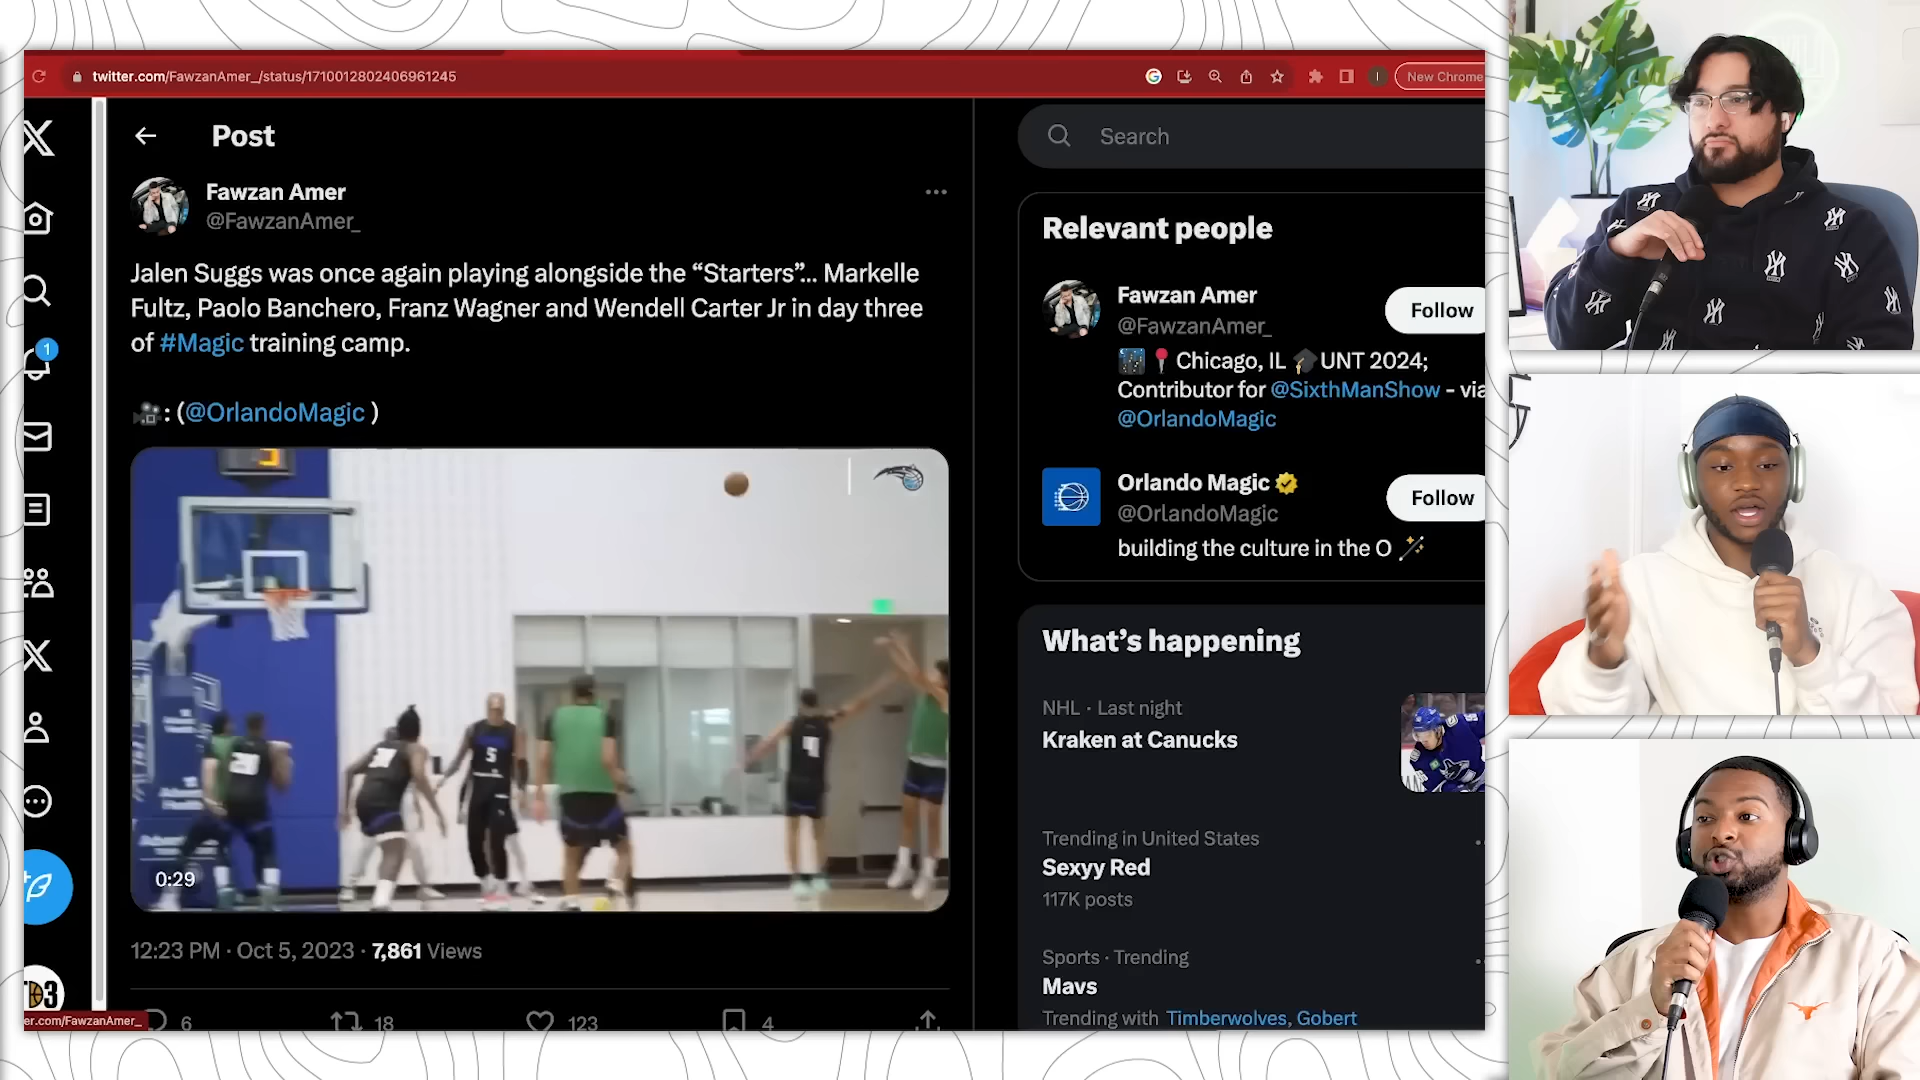 twitter.com/FawzanAmer_/status/1710012802406961245
New Chrome
Post
Fawzan Amer
@FawzanAmer_
Jalen Suggs was once again playing alongside the “Starters”... Markelle
Fultz, Paolo Banchero, Franz Wagner and Wendell Carter Jr in day three
of #Magic training camp.
: (@OrlandoMagic )
5
4
0:29
12:23 PM · Oct 5, 2023 · 7,861 Views
6
18
123
4
er.com/FawzanAmer_
1
D3
Search
Relevant people
Fawzan Amer
@FawzanAmer_
Follow
Chicago, IL UNT 2024;
Contributor for @SixthManShow - via
@OrlandoMagic
Orlando Magic
@OrlandoMagic
Follow
building the culture in the O
What’s happening
NHL · Last night
Kraken at Canucks
Trending in United States
Sexyy Red
117K posts
Sports · Trending
Mavs
Trending with Timberwolves, Gobert